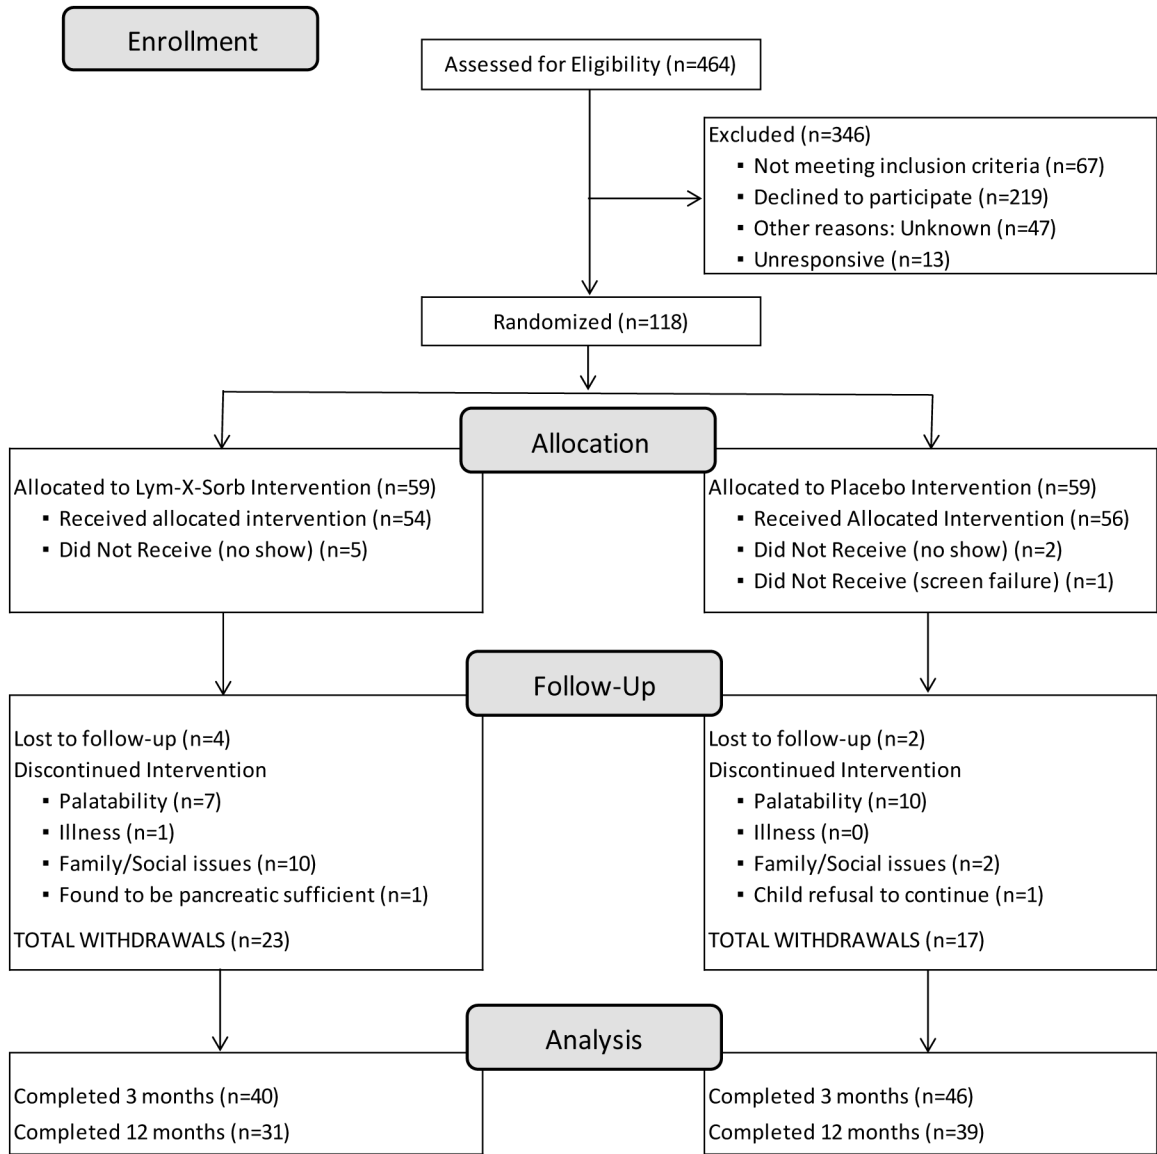 Enrollment
Assessed for Eligibility (n=464)
Excluded (n=346)
▪ Not meeting inclusion criteria (n=67)
▪ Declined to participate (n=219)
▪ Other reasons: Unknown (n=47)
▪ Unresponsive (n=13)
Randomized (n=118)
Allocation
Allocated to Lym-X-Sorb Intervention (n=59)
▪ Received allocated intervention (n=54)
▪ Did Not Receive (no show) (n=5)
Allocated to Placebo Intervention (n=59)
▪ Received Allocated Intervention (n=56)
▪ Did Not Receive (no show) (n=2)
▪ Did Not Receive (screen failure) (n=1)
Follow-Up
Lost to follow-up (n=4)
Discontinued Intervention
▪ Palatability (n=7)
▪ Illness (n=1)
▪ Family/Social issues (n=10)
▪ Found to be pancreatic sufficient (n=1)
TOTAL WITHDRAWALS (n=23)
Lost to follow-up (n=2)
Discontinued Intervention
▪ Palatability (n=10)
▪ Illness (n=0)
▪ Family/Social issues (n=2)
▪ Child refusal to continue (n=1)
TOTAL WITHDRAWALS (n=17)
Analysis
Completed 3 months (n=40)
Completed 12 months (n=31)
Completed 3 months (n=46)
Completed 12 months (n=39)